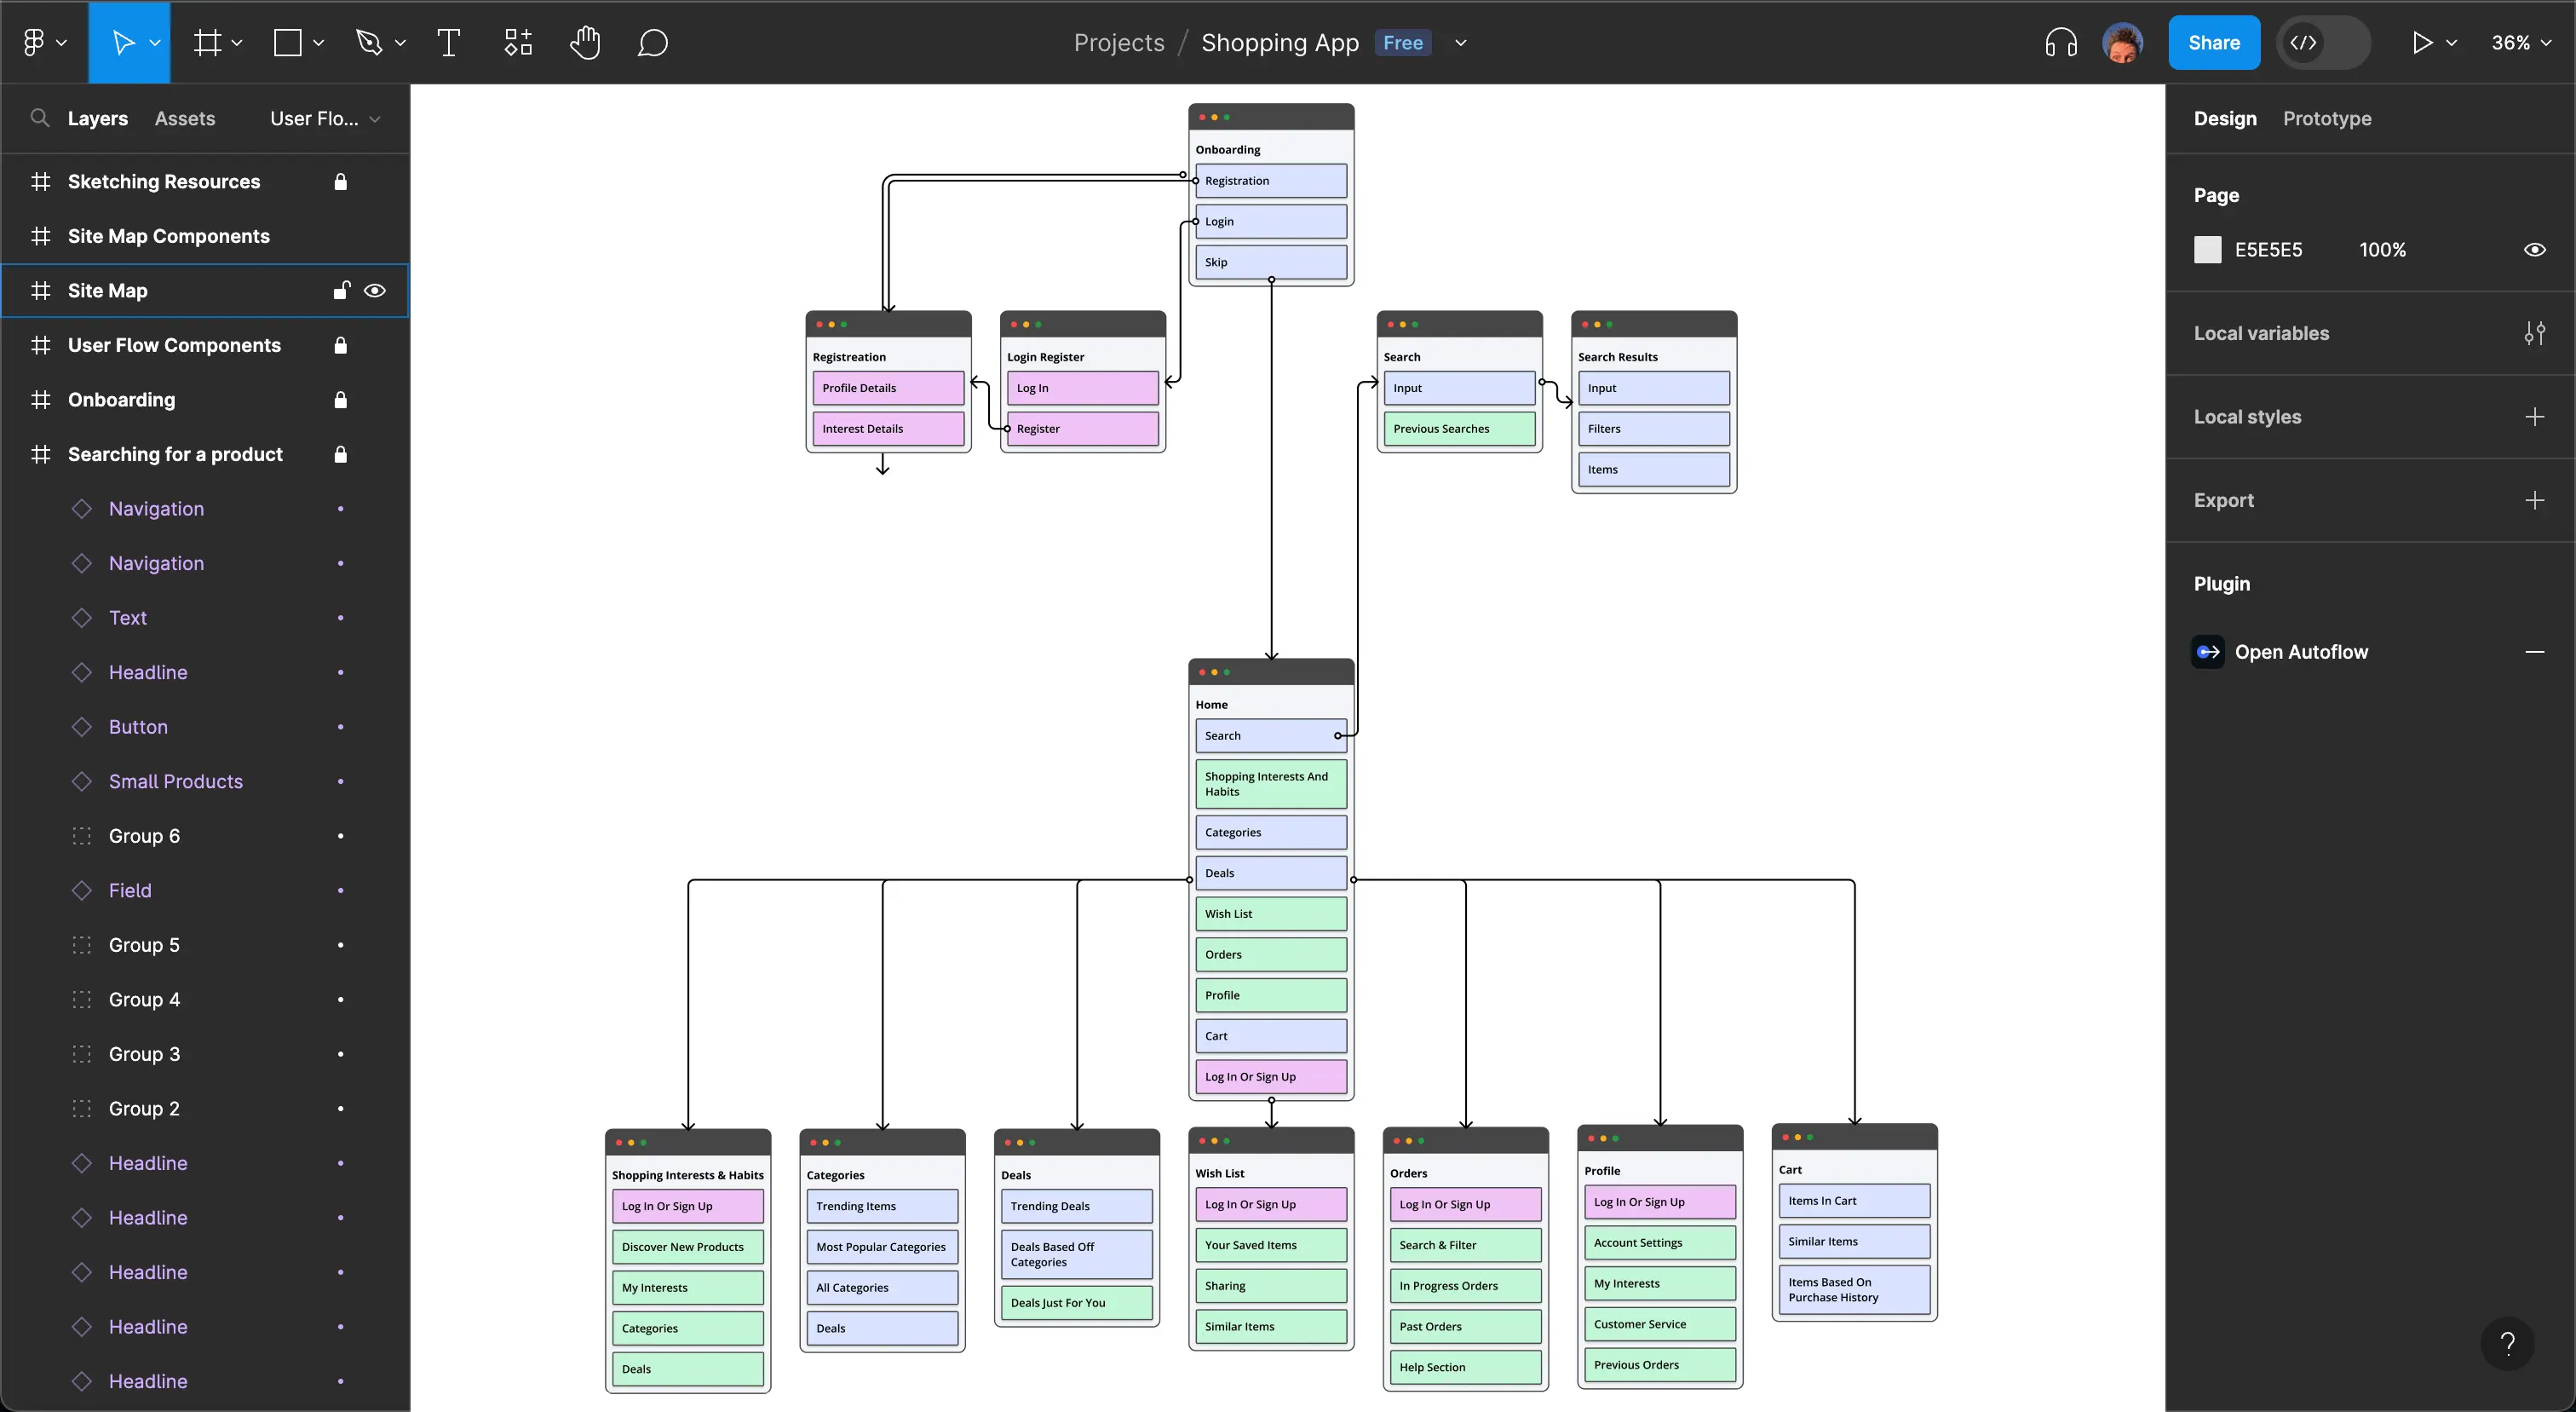 Projects / Shopping App Free
Share
36%
Layers Assets User Flo...
Sketching Resources
Site Map Components
Site Map
User Flow Components
Onboarding
Searching for a product
Navigation
Navigation
Text
Headline
Button
Small Products
Group 6
Field
Group 5
Group 4
Group 3
Group 2
Headline
Headline
Headline
Headline
Headline
Onboarding
Registration
Login
Skip
Registreation
Profile Details
Interest Details
Login Register
Log In
Register
Search
Input
Previous Searches
Search Results
Input
Filters
Items
Home
Search
Shopping Interests And
Habits
Categories
Deals
Wish List
Orders
Profile
Cart
Log In Or Sign Up
Shopping Interests & Habits
Log In Or Sign Up
Discover New Products
My Interests
Categories
Deals
Categories
Trending Items
Most Popular Categories
All Categories
Deals
Deals
Trending Deals
Deals Based Off
Categories
Deals Just For You
Wish List
Log In Or Sign Up
Your Saved Items
Sharing
Similar Items
Orders
Log In Or Sign Up
Search & Filter
In Progress Orders
Past Orders
Help Section
Profile
Log In Or Sign Up
Account Settings
My Interests
Customer Service
Previous Orders
Cart
Items In Cart
Similar Items
Items Based On
Purchase History
Design Prototype
Page
E5E5E5 100%
Local variables
Local styles
Export
Plugin
Open Autoflow
?